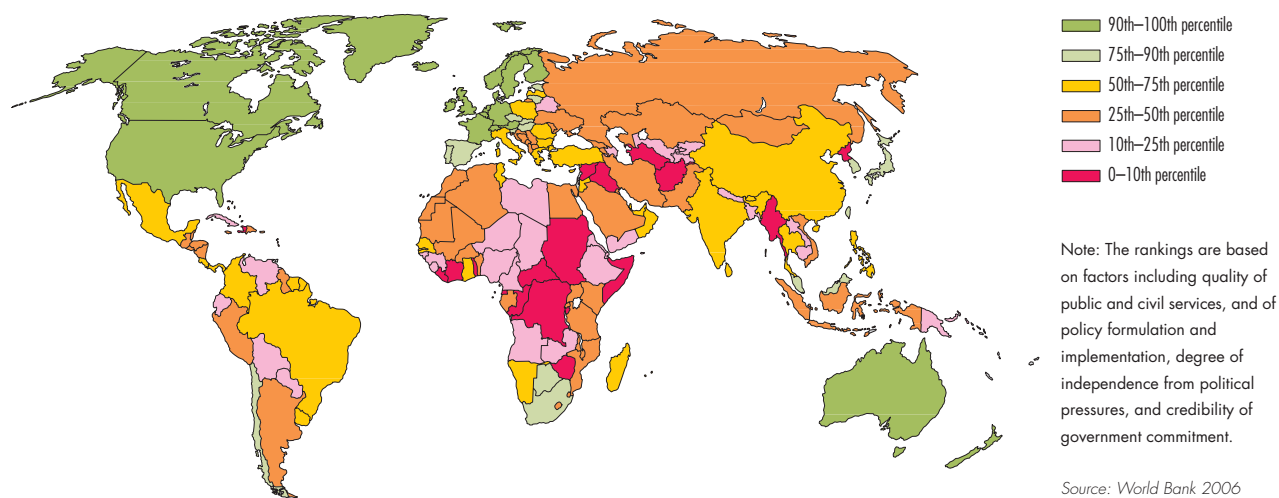 90th–100th percentile
75th–90th percentile
50th–75th percentile
25th–50th percentile
10th–25th percentile
0–10th percentile
Note: The rankings are based
on factors including quality of
public and civil services, and of
policy formulation and
implementation, degree of
independence from political
pressures, and credibility of
government commitment.
Source: World Bank 2006